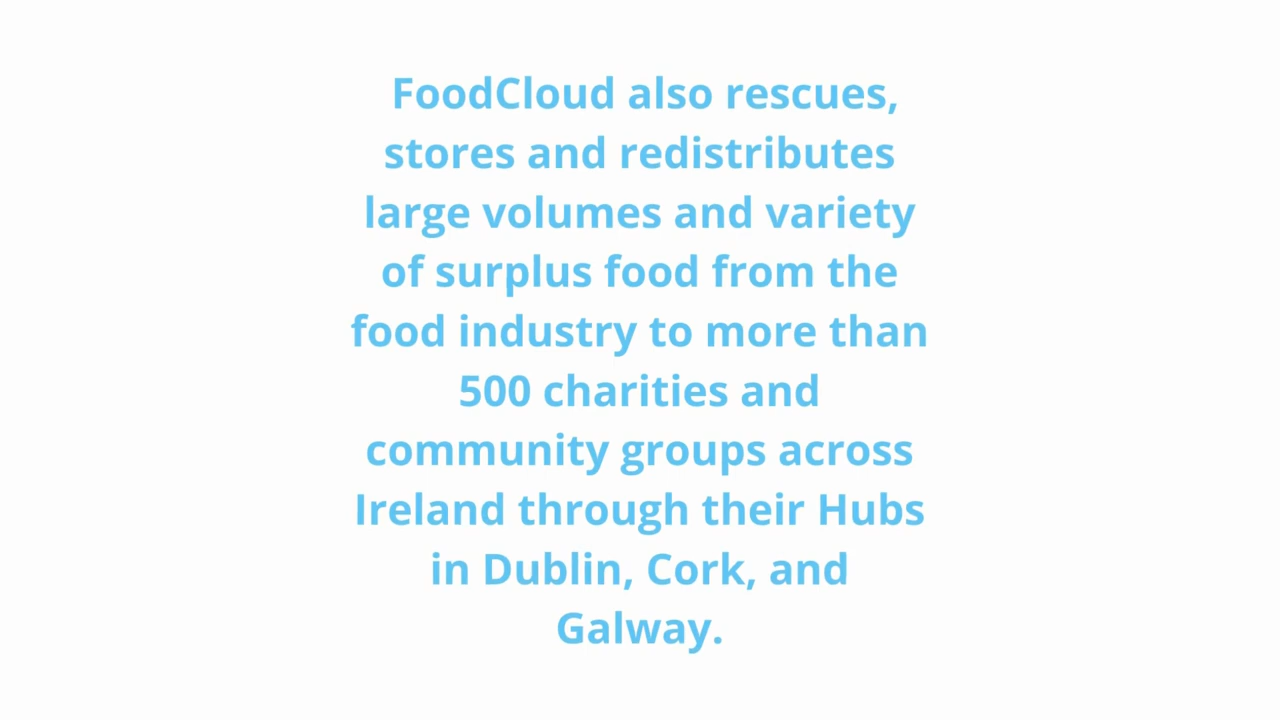 FoodCloud also rescues,
stores and redistributes
large volumes and variety
of surplus food from the
food industry to more than
500 charities and
community groups across
Ireland through their Hubs
in Dublin, Cork, and
Galway.